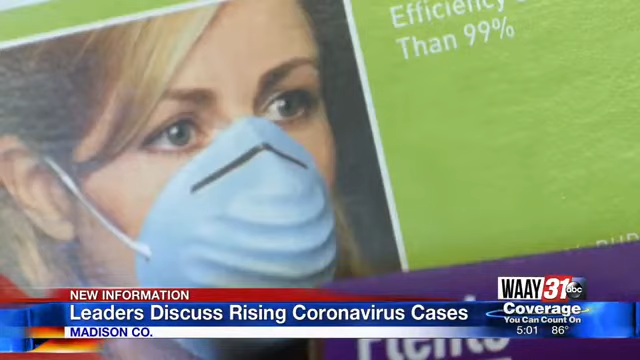 Efficiency
Than 99%
NEW INFORMATION
Leaders Discuss Rising Coronavirus Cases
MADISON CO.
WAAY 31 abc
Coverage
You Can Count On
5:01 86°